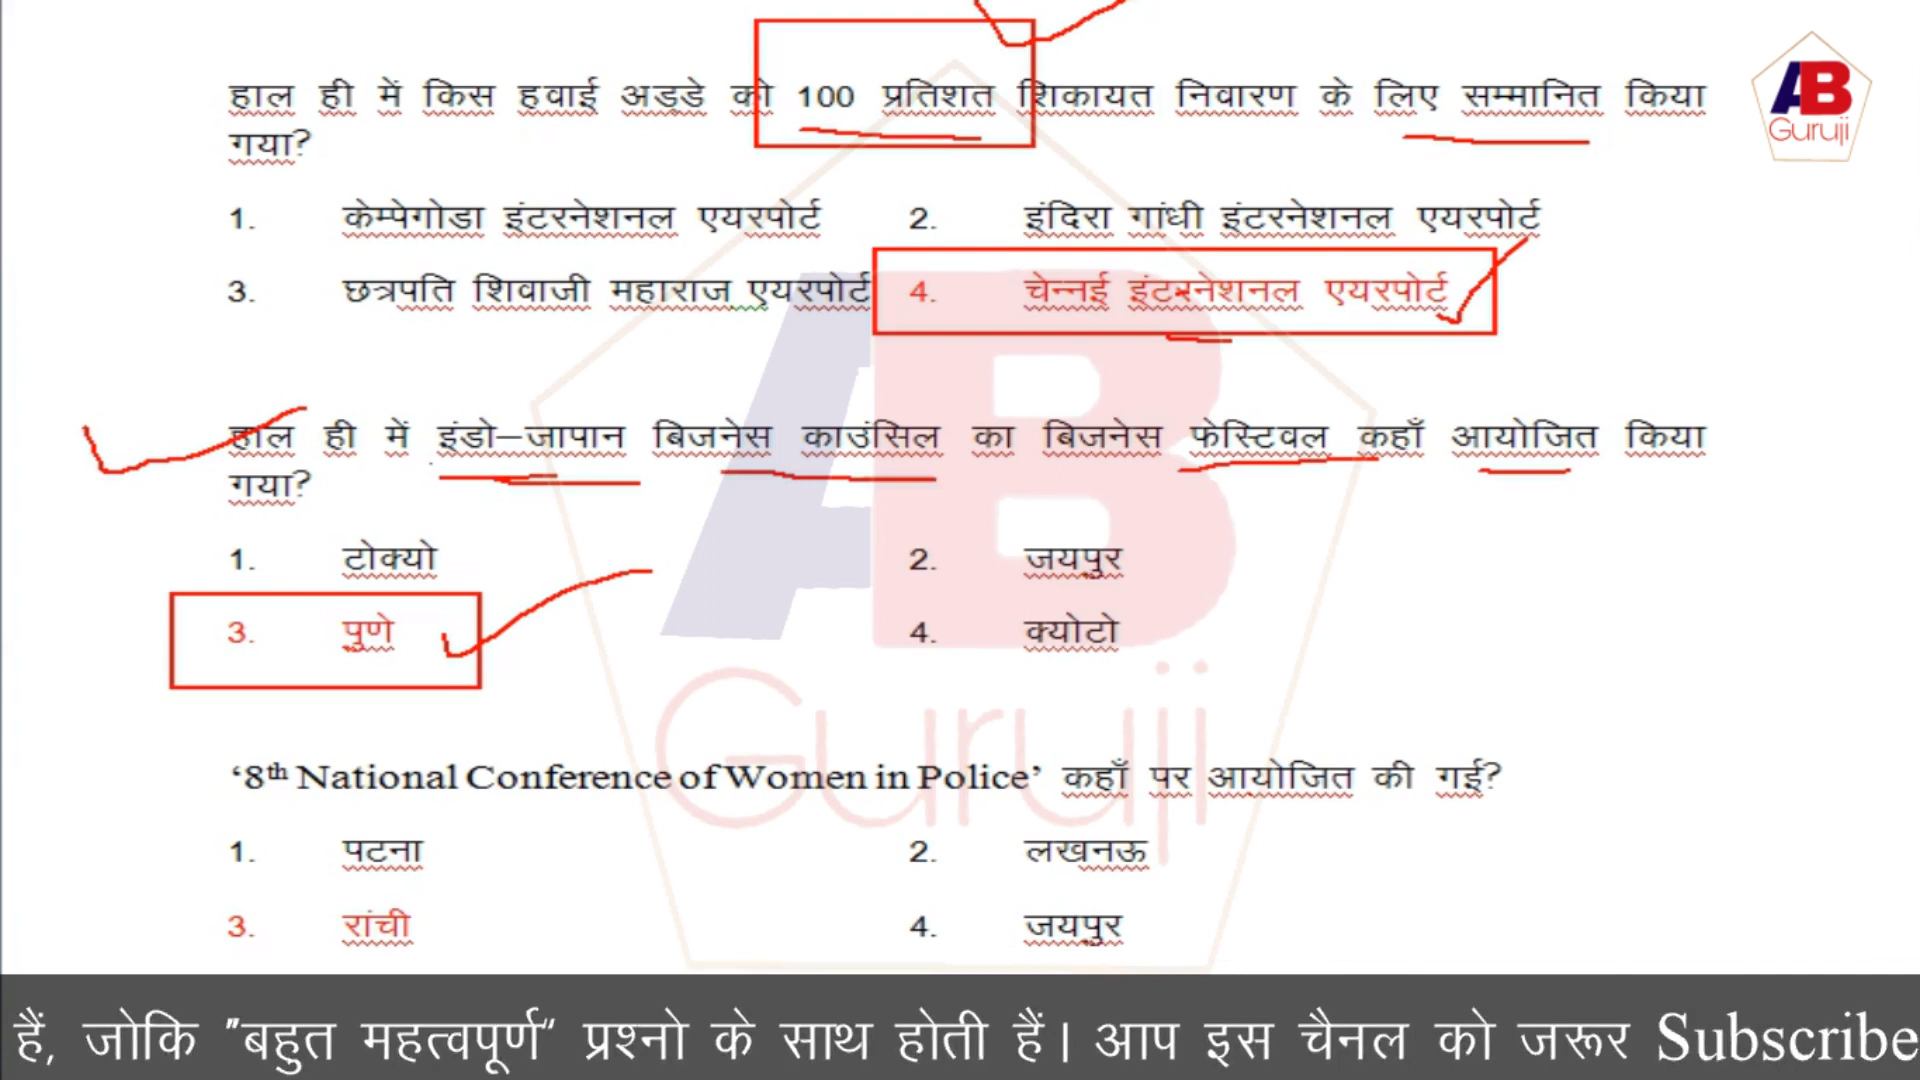 हाल ही में किस हवाई अड्डे को 100 प्रतिशत शिकायत निवारण के लिए सम्मानित किया
गया?
1. केम्पेगोडा इंटरनेशनल एयरपोर्ट 2. इंदिरा गांधी इंटरनेशनल एयरपोर्ट
3. छत्रपति शिवाजी महाराज एयरपोर्ट 4. चेन्नई इंटरनेशनल एयरपोर्ट
हाल ही में इंडो–जापान बिजनेस काउंसिल का बिजनेस फेस्टिवल कहाँ आयोजित किया
गया?
1. टोक्यो 2. जयपुर
3. पुणे 4. क्योटो
‘8th National Conference of Women in Police’ कहाँ पर आयोजित की गई?
1. पटना 2. लखनऊ
3. रांची 4. जयपुर
हैं, जोकि "बहुत महत्वपूर्ण" प्रश्नो के साथ होती हैं। आप इस चैनल को जरूर Subscribe
AB
Guruji
AB
Guruji